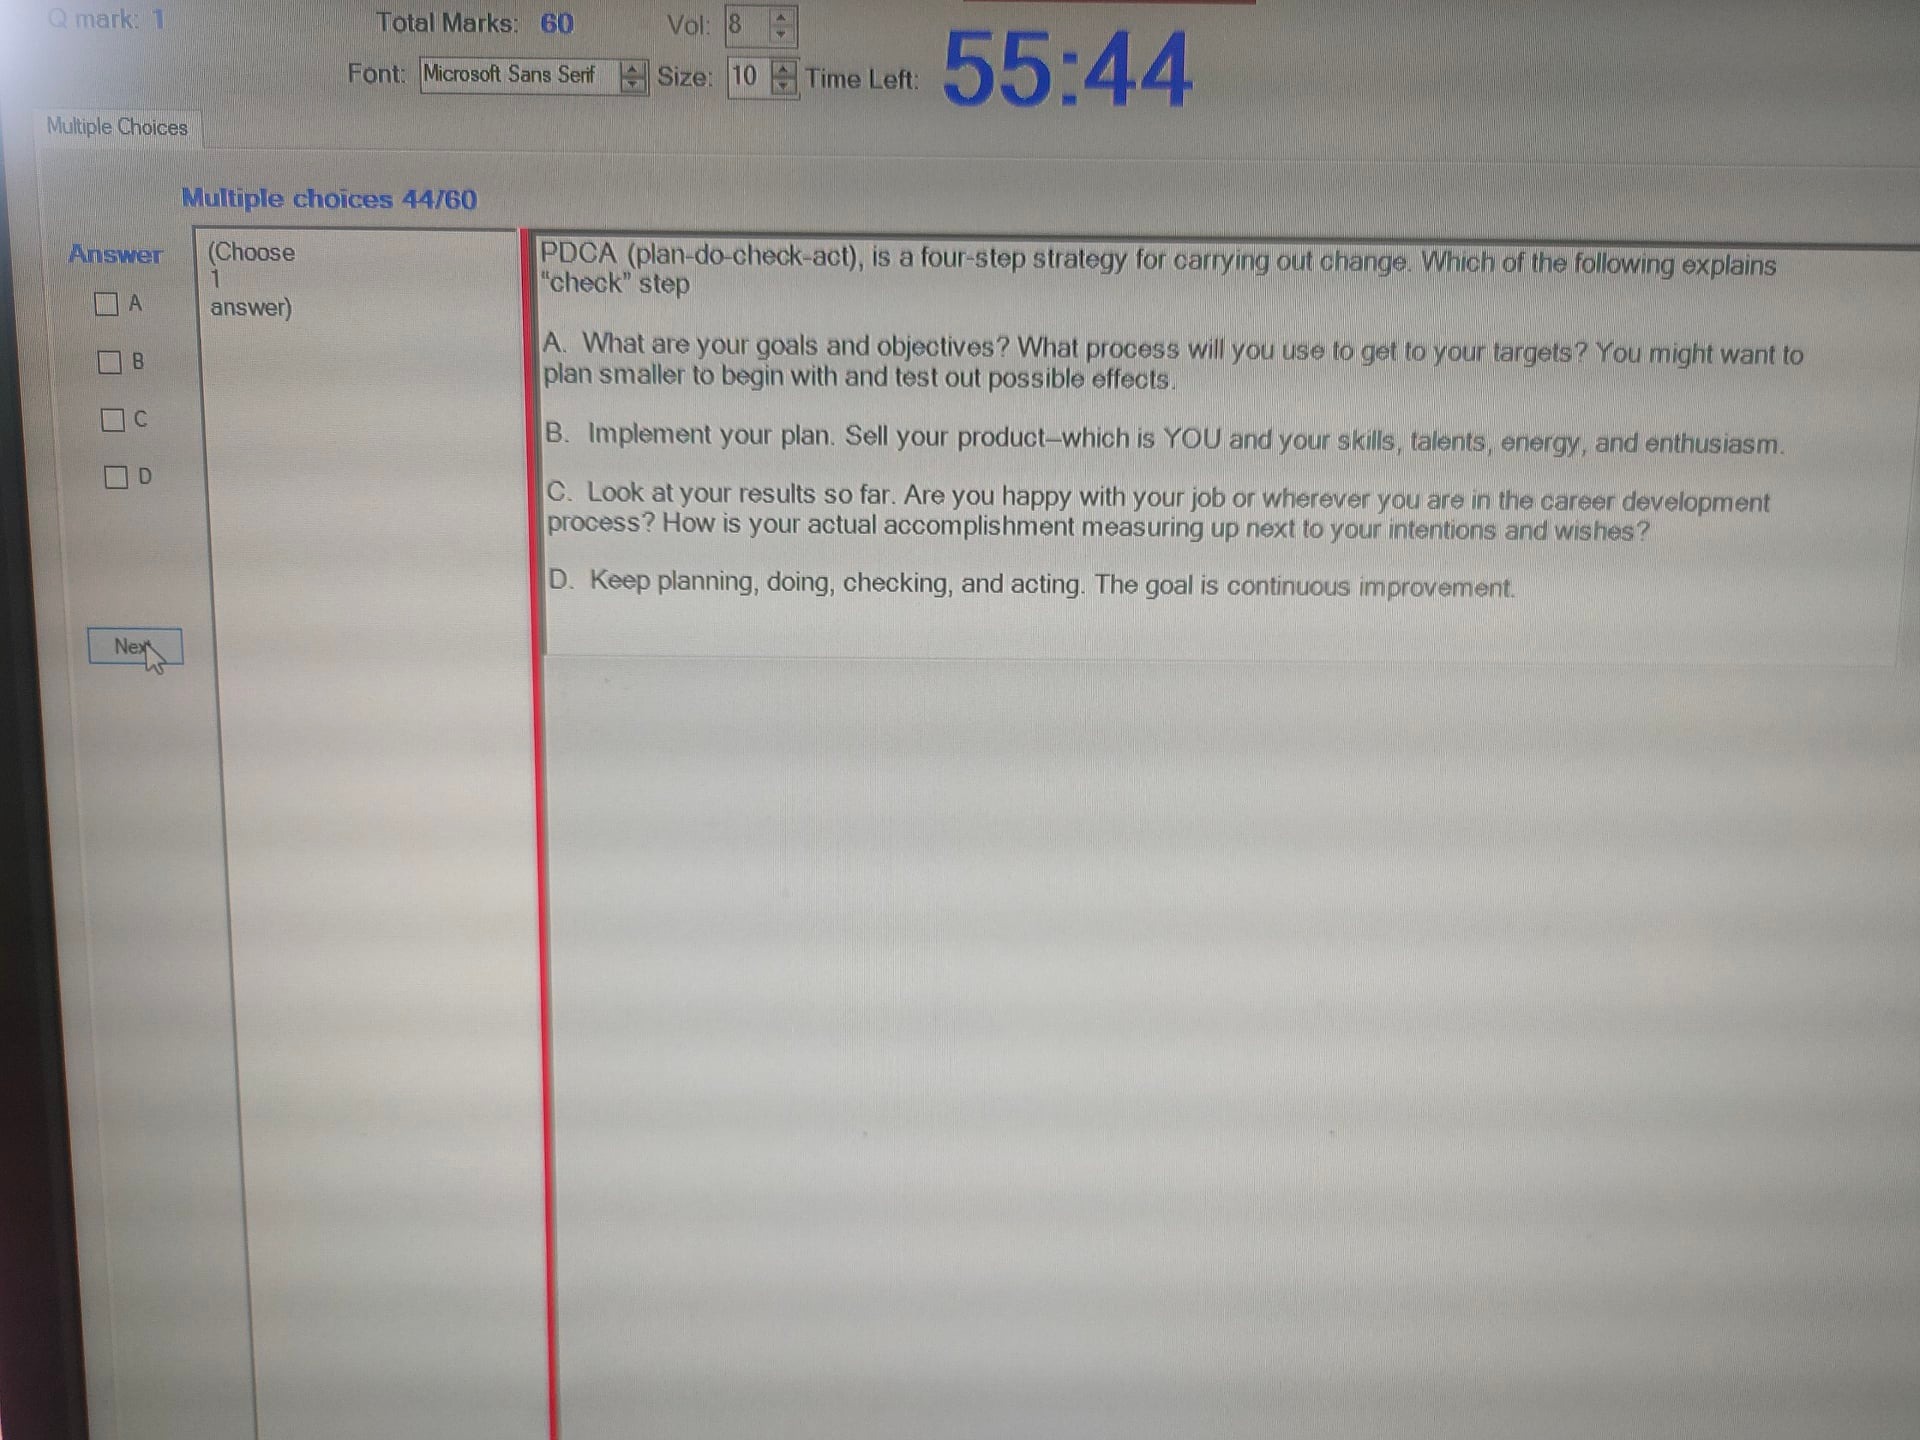 Q mark: 1
Total Marks: 60
Vol: 8
Font: Microsoft Sans Serif
Size: 10
Time Left: 55:44
Multiple Choices
Multiple choices 44/60
Answer
A
B
C
D
Next
(Choose
1
answer)
PDCA (plan-do-check-act), is a four-step strategy for carrying out change. Which of the following explains
“check” step
A. What are your goals and objectives? What process will you use to get to your targets? You might want to
plan smaller to begin with and test out possible effects.
B. Implement your plan. Sell your product–which is YOU and your skills, talents, energy, and enthusiasm.
C. Look at your results so far. Are you happy with your job or wherever you are in the career development
process? How is your actual accomplishment measuring up next to your intentions and wishes?
D. Keep planning, doing, checking, and acting. The goal is continuous improvement.